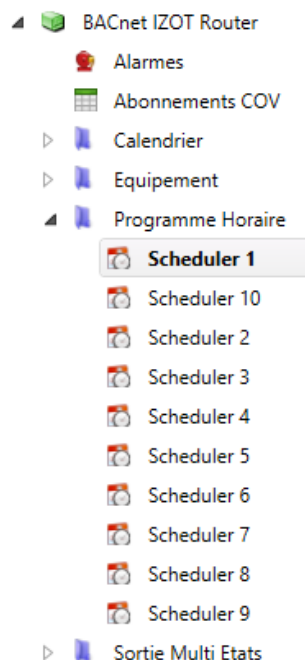 BACnet IZOT Router
Alarmes
Abonnements COV
Calendrier
Equipement
Programme Horaire
Scheduler 1
Scheduler 10
Scheduler 2
Scheduler 3
Scheduler 4
Scheduler 5
Scheduler 6
Scheduler 7
Scheduler 8
Scheduler 9
Sortie Multi Etats